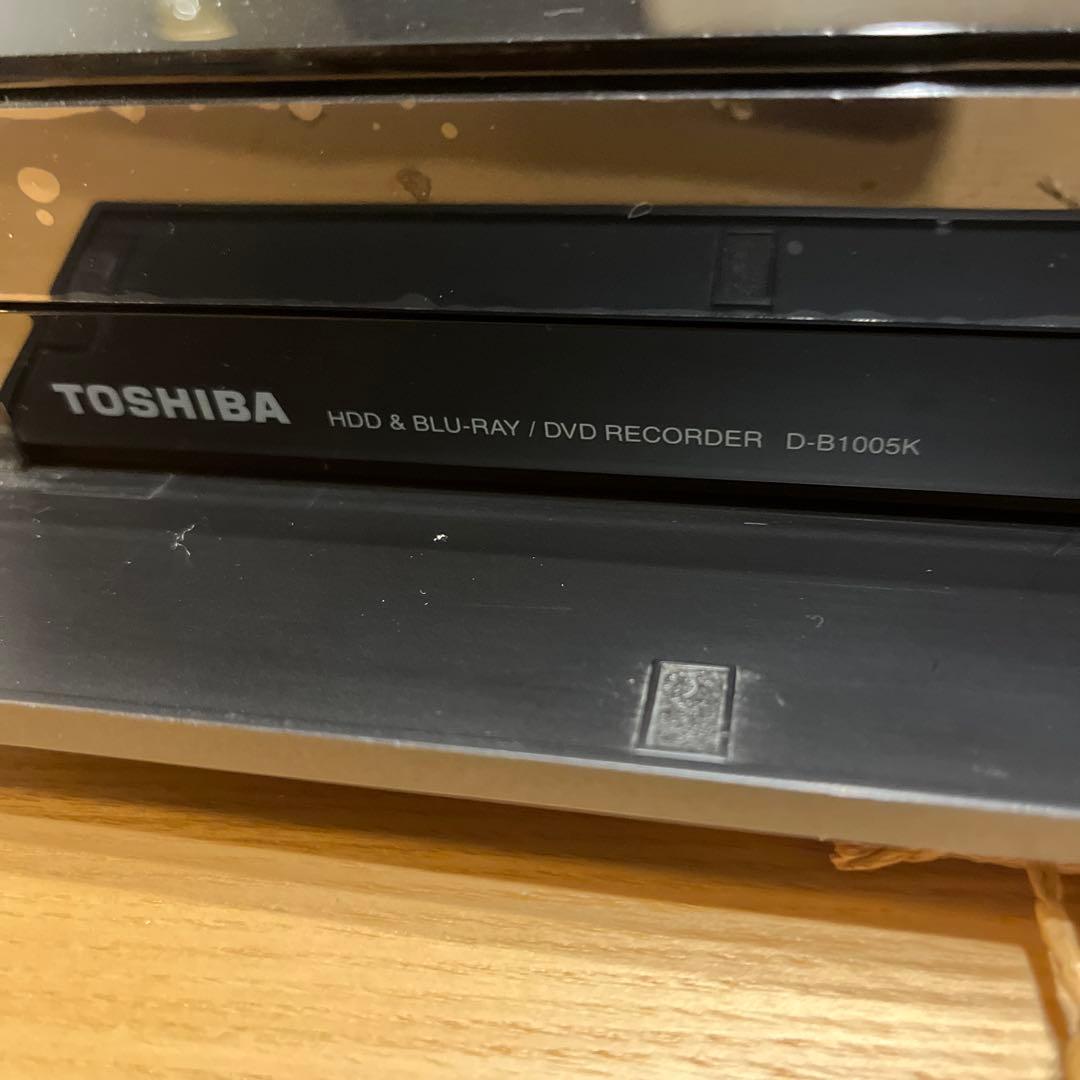 TOSHIBA HDD & BLU-RAY / DVD RECORDER D-B1005K